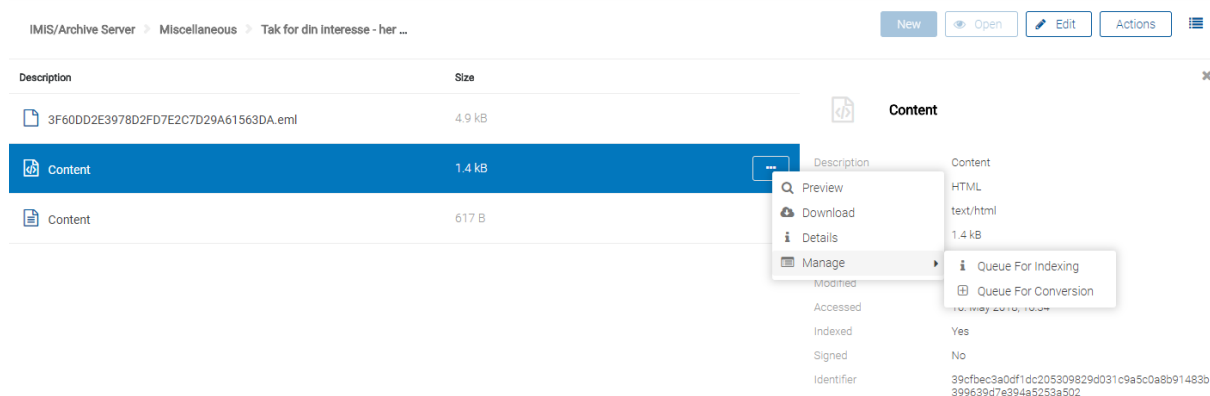 IMiS/Archive Server > Miscellaneous > Tak for din interesse - her ...
New Open Edit Actions
Description Size
3F60DD2E3978D2FD7E2C7D29A61563DA.eml 4.9 kB
Content 1.4 kB ...
Content 617 B
Preview
Download
Details
Manage
Queue For Indexing
Queue For Conversion
Content
Description Content
HTML
text/html
1.4 kB
Modified
Accessed
Indexed Yes
Signed No
Identifier 39cfbec3a0df1dc205309829d031c9a5c0a8b91483b
399639d7e394a5253a502